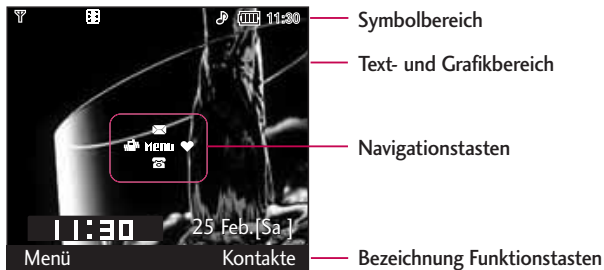 11:30
Symbolbereich
Text- und Grafikbereich
Menu
Navigationstasten
11:30
25 Feb.[Sa ]
Menü
Kontakte
Bezeichnung Funktionstasten